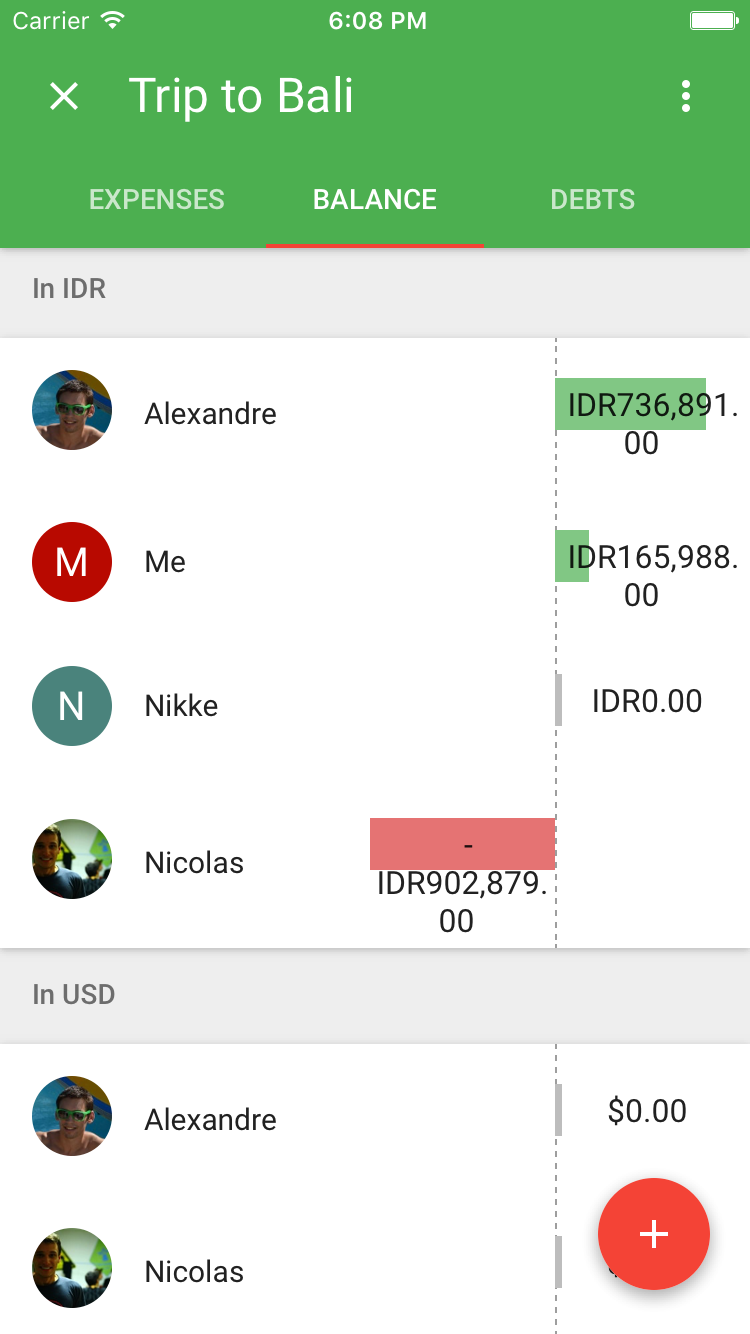 Carrier 6:08 PM
Trip to Bali
EXPENSES BALANCE DEBTS
In IDR
Alexandre
IDR736,891.
00
M
Me
IDR165,988.
00
N
Nikke
IDR0.00
Nicolas
-
IDR902,879.
00
In USD
Alexandre
$0.00
Nicolas
+